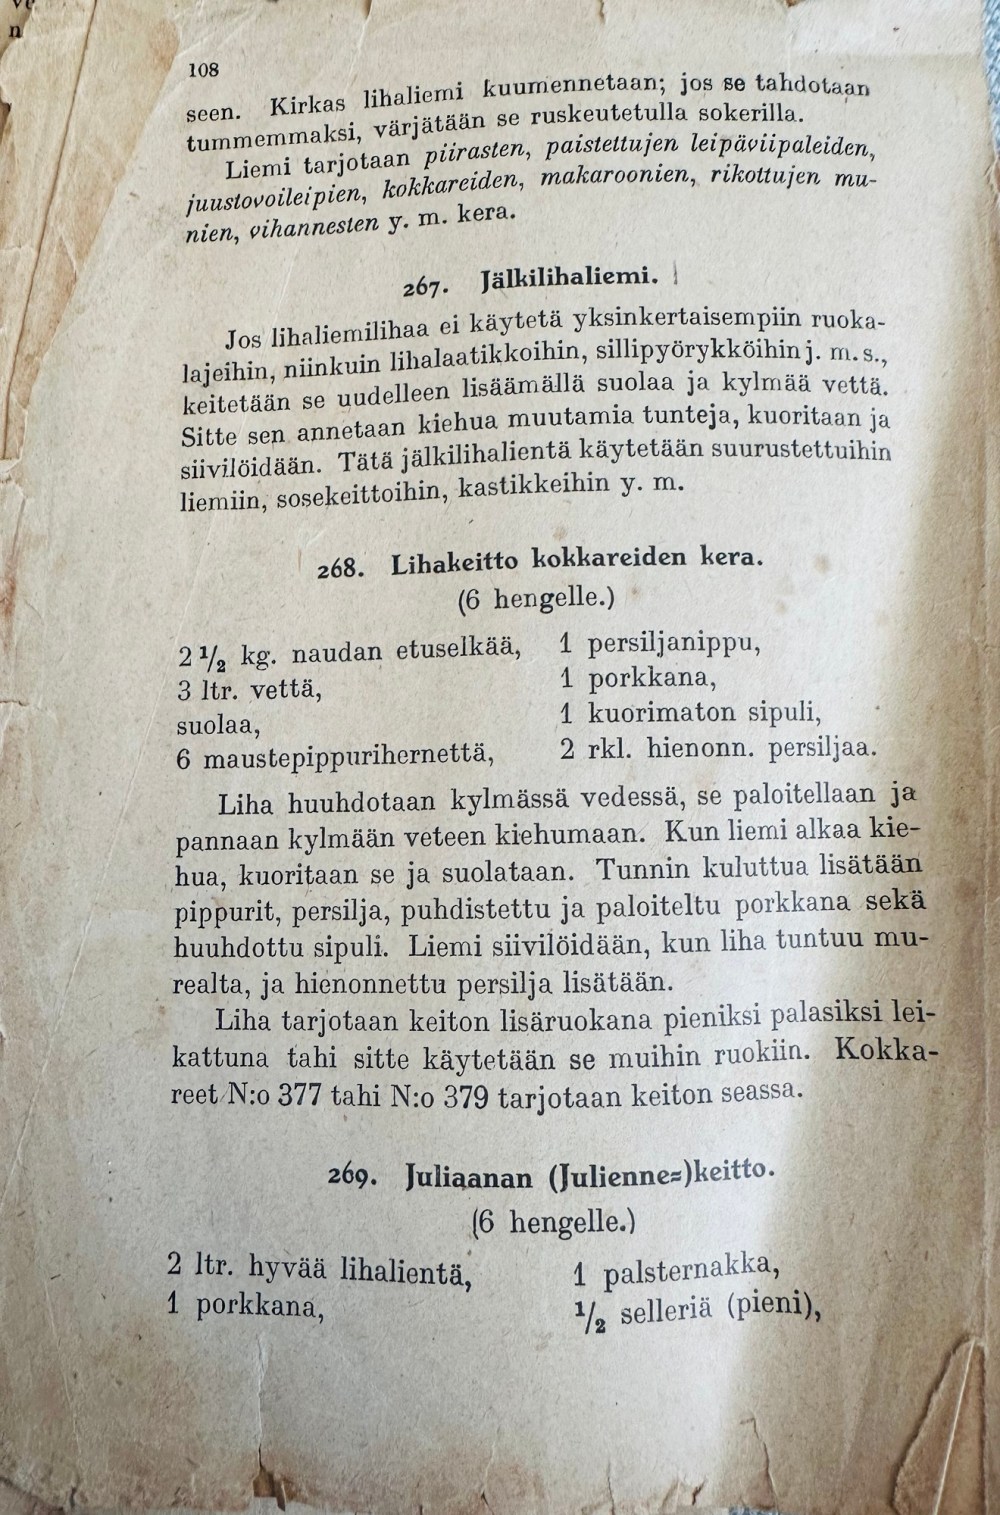 108
seen. Kirkas lihaliemi kuumennetaan; jos se tahdotaan
tummemmaksi, värjätään se ruskeutetulla sokerilla.
Liemi tarjotaan piirasten, paistettujen leipäviipaleiden,
juustovoileipien, kokkareiden, makaroonien, rikottujen mu-
nien, vihannesten y. m. kera.
267. Jälkilihaliemi.
Jos lihaliemilihaa ei käytetä yksinkertaisempiin ruoka-
lajeihin, niinkuin lihalaatikkoihin, sillipyörykköihin j. m. s.,
keitetään se uudelleen lisäämällä suolaa ja kylmää vettä.
Sitte sen annetaan kiehua muutamia tunteja, kuoritaan ja
siivilöidään. Tätä jälkilihalientä käytetään suurustettuihin
liemiin, sosekeittoihin, kastikkeihin y. m.
268. Lihakeitto kokkareiden kera.
(6 hengelle.)
2 1/2 kg. naudan etuselkää,
3 ltr. vettä,
suolaa,
6 maustepippurihernettä,
1 persiljanippu,
1 porkkana,
1 kuorimaton sipuli,
2 rkl. hienonn. persiljaa.
Liha huuhdotaan kylmässä vedessä, se paloitellaan ja
pannaan kylmään veteen kiehumaan. Kun liemi alkaa kie-
hua, kuoritaan se ja suolataan. Tunnin kuluttua lisätään
pippurit, persilja, puhdistettu ja paloiteltu porkkana sekä
huuhdottu sipuli. Liemi siivilöidään, kun liha tuntuu mu-
realta, ja hienonnettu persilja lisätään.
Liha tarjotaan keiton lisäruokana pieniksi palasiksi lei-
kattuna tahi sitte käytetään se muihin ruokiin. Kokka-
reet N:o 377 tahi N:o 379 tarjotaan keiton seassa.
269. Juliaanan (Julienne=)keitto.
(6 hengelle.)
2 ltr. hyvää lihalientä,
1 porkkana,
1 palsternakka,
1/2 selleriä (pieni),